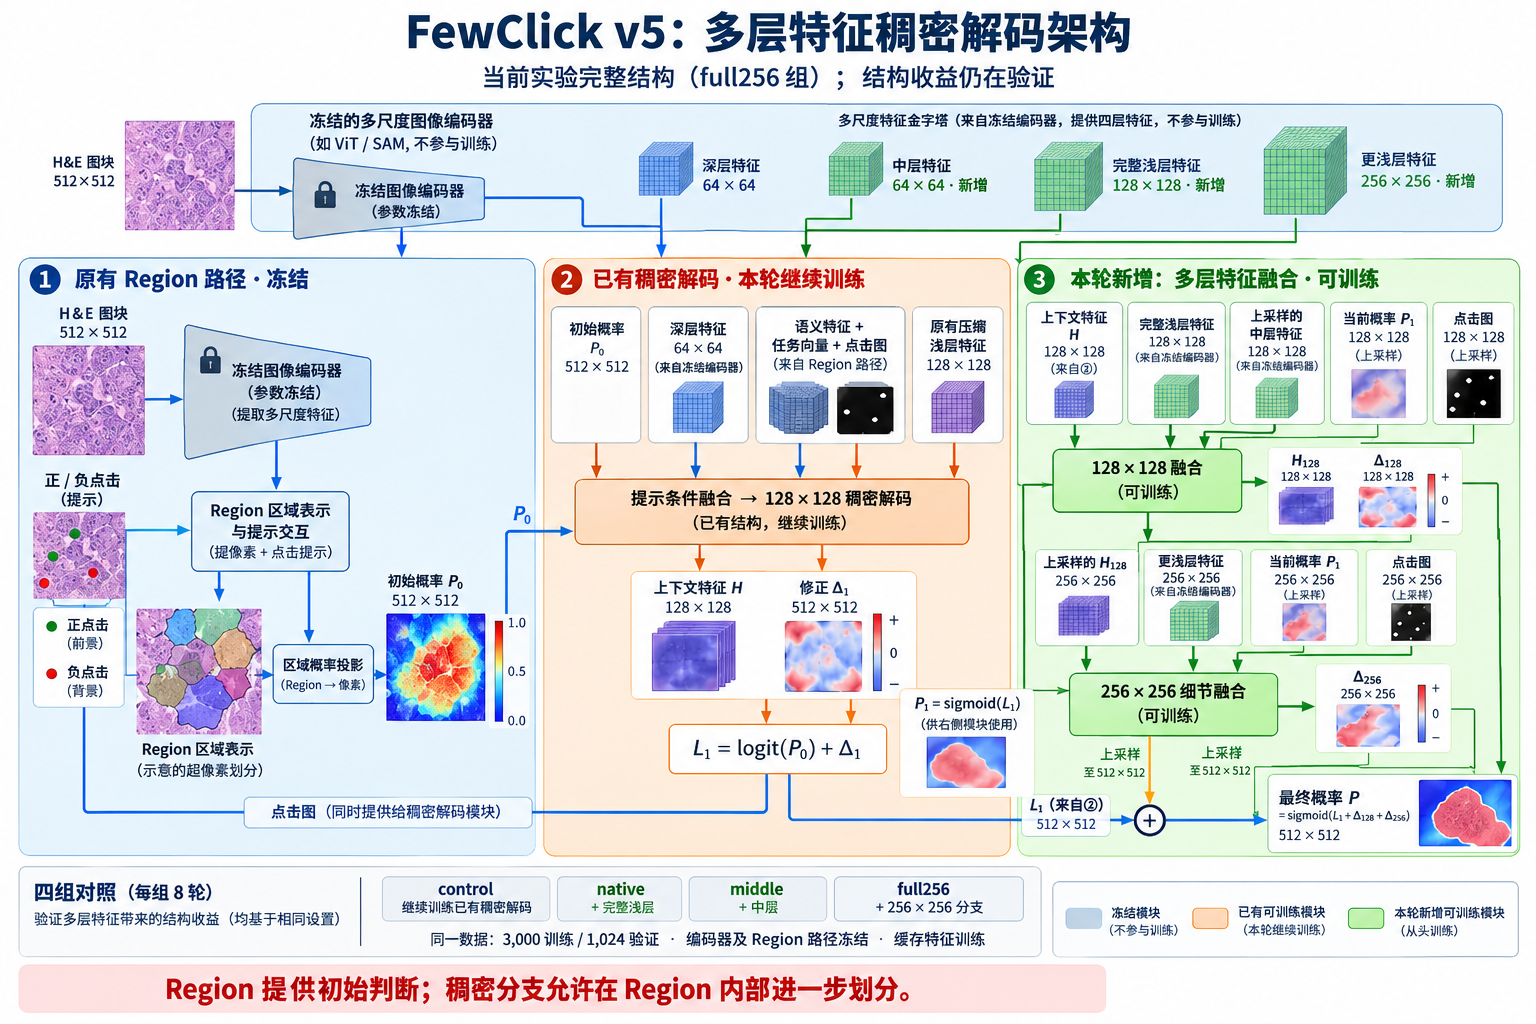 FewClick v5：多层特征稠密解码架构
当前实验完整结构（full256 组）；结构收益仍在验证
H&E 图块
512×512
冻结的多尺度图像编码器
（如 ViT / SAM, 不参与训练）
冻结图像编码器
（参数冻结）
多尺度特征金字塔（来自冻结编码器，提供四层特征，不参与训练）
深层特征
64 × 64
中层特征
64 × 64 · 新增
完整浅层特征
128 × 128 · 新增
更浅层特征
256 × 256 · 新增
1 原有 Region 路径 · 冻结
H&E 图块
512 × 512
冻结图像编码器
（参数冻结）
（提取多尺度特征）
正 / 负点击
（提示）
Region 区域表示
与提示交互
（提像素 + 点击提示）
正点击
（前景）
负点击
（背景）
Region 区域表示
（示意的超像素划分）
区域概率投影
（Region → 像素）
初始概率 P₀
512 × 512
1.0
0.5
0.0
点击图（同时提供给稠密解码模块）
P₀
2 已有稠密解码 · 本轮继续训练
初始概率
P₀
512 × 512
深层特征
64 × 64
（来自冻结编码器）
语义特征 +
任务向量 + 点击图
（来自 Region 路径）
原有压缩
浅层特征
128 × 128
提示条件融合 → 128 × 128 稠密解码
（已有结构，继续训练）
上下文特征 H
128 × 128
修正 Δ₁
512 × 512
+
0
−
L₁ = logit(P₀) + Δ₁
P₁ = sigmoid(L₁)
（供右侧模块使用）
3 本轮新增：多层特征融合 · 可训练
上下文特征
H
128 × 128
（来自②）
完整浅层特征
128 × 128
（来自冻结编码器）
上采样的
中层特征
128 × 128
（来自冻结编码器）
当前概率 P₁
128 × 128
（上采样）
点击图
128 × 128
（上采样）
128 × 128 融合
（可训练）
H₁₂₈
128 × 128
Δ₁₂₈
128 × 128
+
0
−
上采样的 H₁₂₈
256 × 256
更浅层特征
256 × 256
（来自冻结编码器）
当前概率 P₁
256 × 256
（上采样）
点击图
256 × 256
（上采样）
256 × 256 细节融合
（可训练）
Δ₂₅₆
256 × 256
+
0
−
上采样
至 512 × 512
上采样
至 512 × 512
L₁（来自②）
512 × 512
+
最终概率 P
= sigmoid(L₁ + Δ₁₂₈ + Δ₂₅₆)
512 × 512
四组对照（每组 8 轮）
验证多层特征带来的结构收益（均基于相同设置）
control
继续训练已有稠密解码
native
+ 完整浅层
middle
+ 中层
full256
+ 256 × 256 分支
同一数据：3,000 训练 / 1,024 验证 · 编码器及 Region 路径冻结 · 缓存特征训练
冻结模块
（不参与训练）
已有可训练模块
（本轮继续训练）
本轮新增可训练模块
（从头训练）
Region 提供初始判断；稠密分支允许在 Region 内部进一步划分。